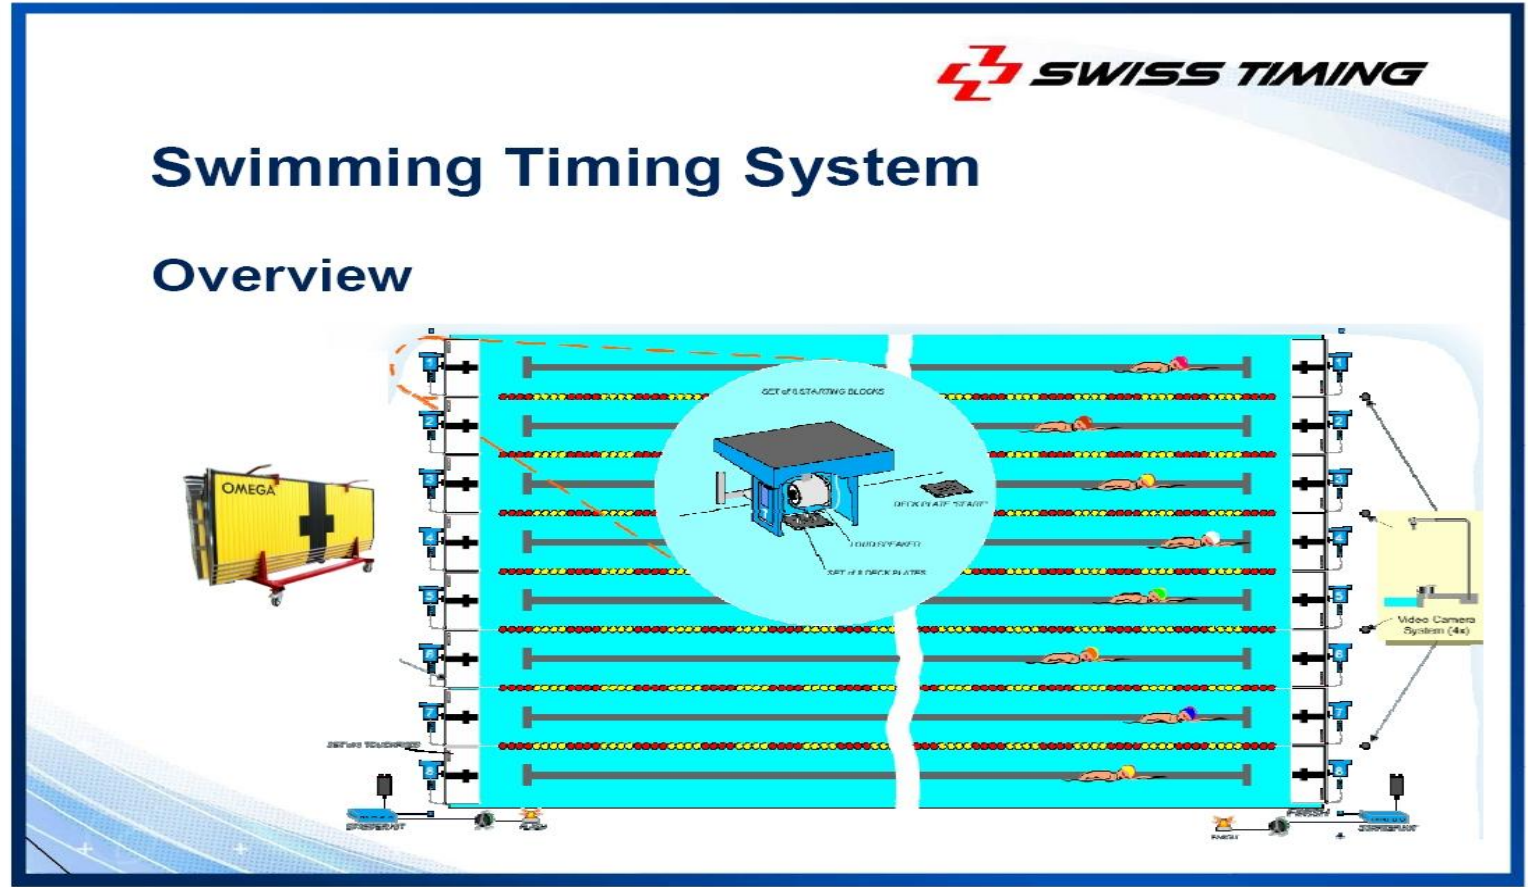 SWISS TIMING
Swimming Timing System
Overview
OMEGA
SET of 8 STARTING BLOCKS
DECK PLATE "START"
LOUDSPEAKER
SET of 8 DECK PLATES
1
2
3
4
5
6
7
8
1
2
3
4
5
6
7
8
Video Camera
System (4x)
FINISH